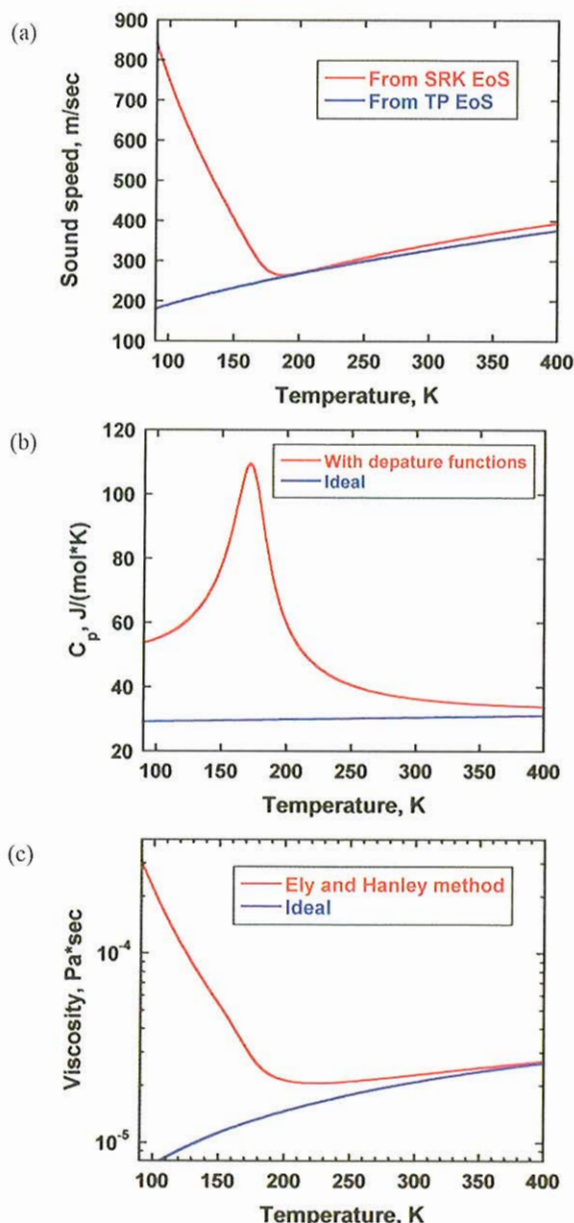 (a)
900
800
700
600
500
400
300
200
100
Sound speed, m/sec
From SRK EoS
From TP EoS
100 150 200 250 300 350 400
Temperature, K
(b)
120
100
80
60
40
20
C_p, J/(mol*K)
With depature functions
Ideal
100 150 200 250 300 350 400
Temperature, K
(c)
10^-4
10^-5
Viscosity, Pa*sec
Ely and Hanley method
Ideal
100 150 200 250 300 350 400
Temperature, K